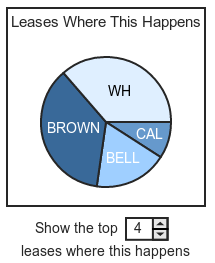 Leases Where This Happens
WH
BROWN
CAL
BELL
Show the top 4
leases where this happens